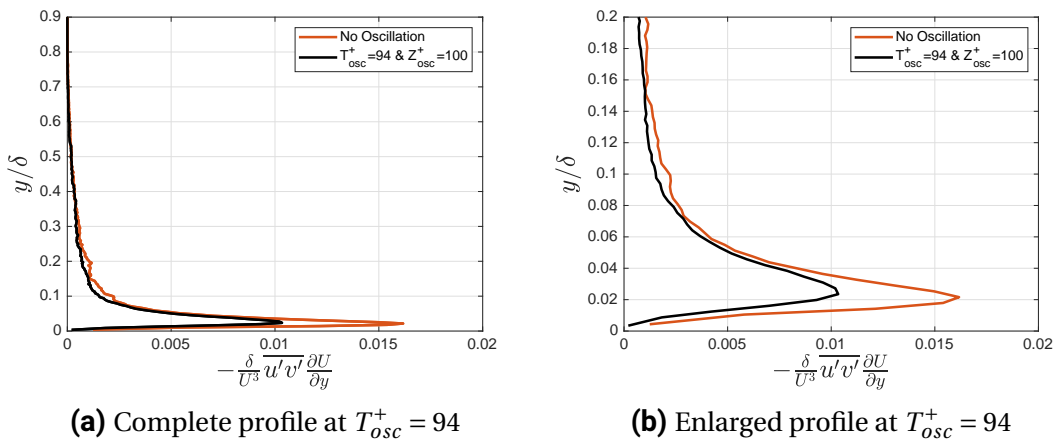 0.9
0.8
0.7
0.6
0.5
0.4
0.3
0.2
0.1
0
y/δ
No Oscillation
T⁺osc=94 & Z⁺osc=100
0 0.005 0.01 0.015 0.02
−δ/U³ u′v′ ∂U/∂y
(a) Complete profile at T⁺osc = 94
0.2
0.18
0.16
0.14
0.12
0.1
0.08
0.06
0.04
0.02
0
y/δ
No Oscillation
T⁺osc=94 & Z⁺osc=100
0 0.005 0.01 0.015 0.02
−δ/U³ u′v′ ∂U/∂y
(b) Enlarged profile at T⁺osc = 94